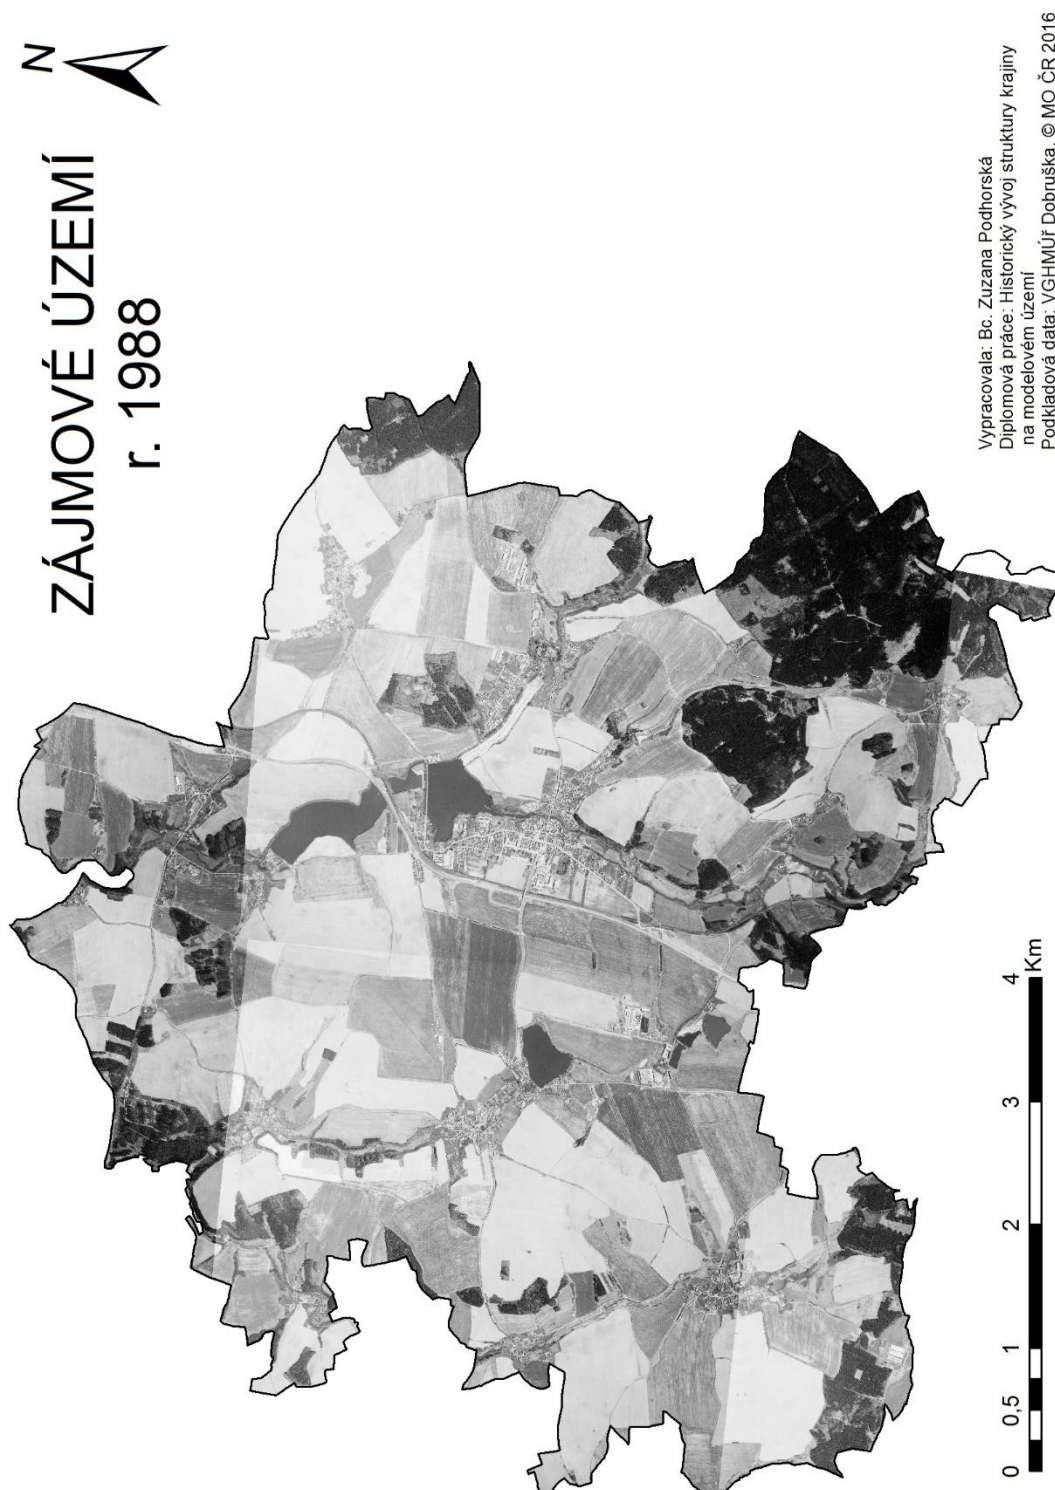 N
ZÁJMOVÉ ÚZEMÍ
r. 1988
Vypracovala: Bc. Zuzana Podhorská
Diplomová práce: Historický vývoj struktury krajiny
na modelovém území
Podkladová data: VGHMÚř Dobruška, © MO ČR 2016
0 0,5 1 2 3 4
Km